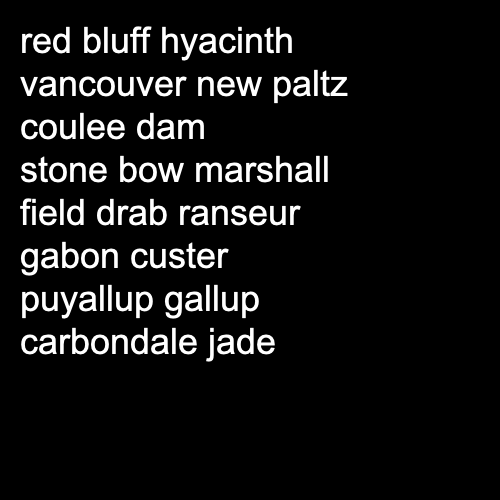 red bluff hyacinth
vancouver new paltz
coulee dam
stone bow marshall
field drab ranseur
gabon custer
puyallup gallup
carbondale jade